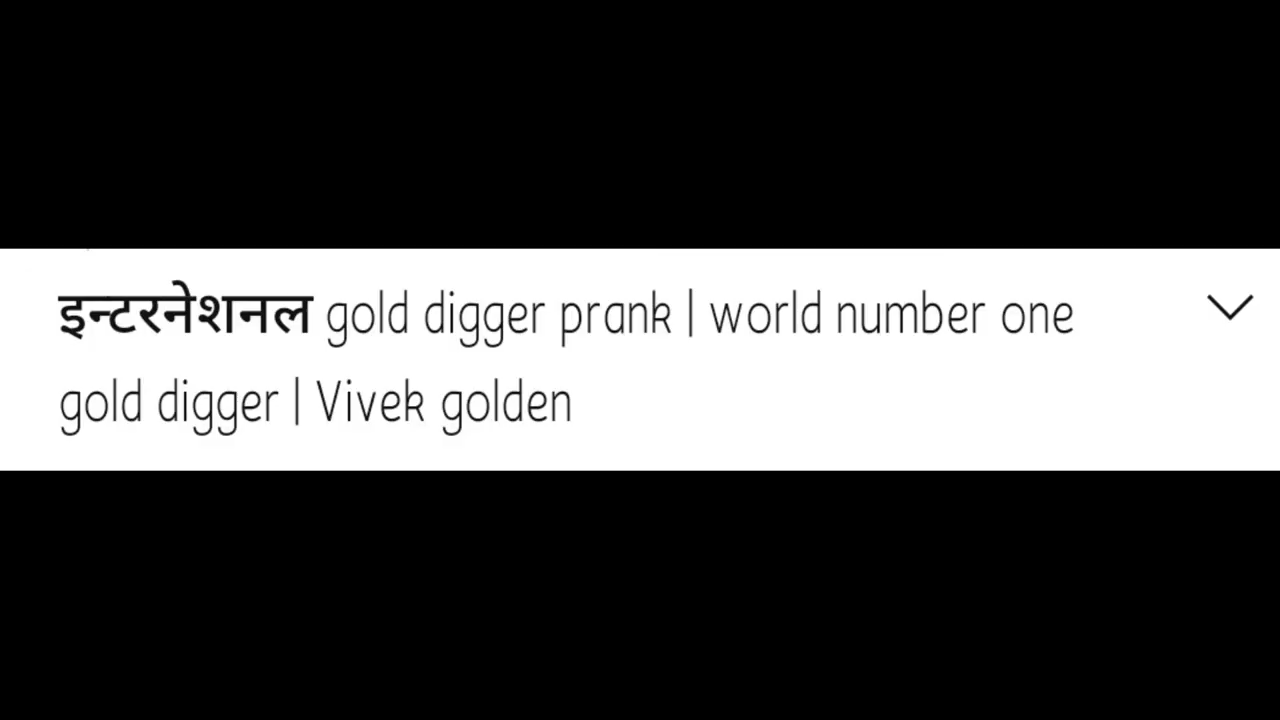 इन्टरनेशनल gold digger prank | world number one
gold digger | Vivek golden